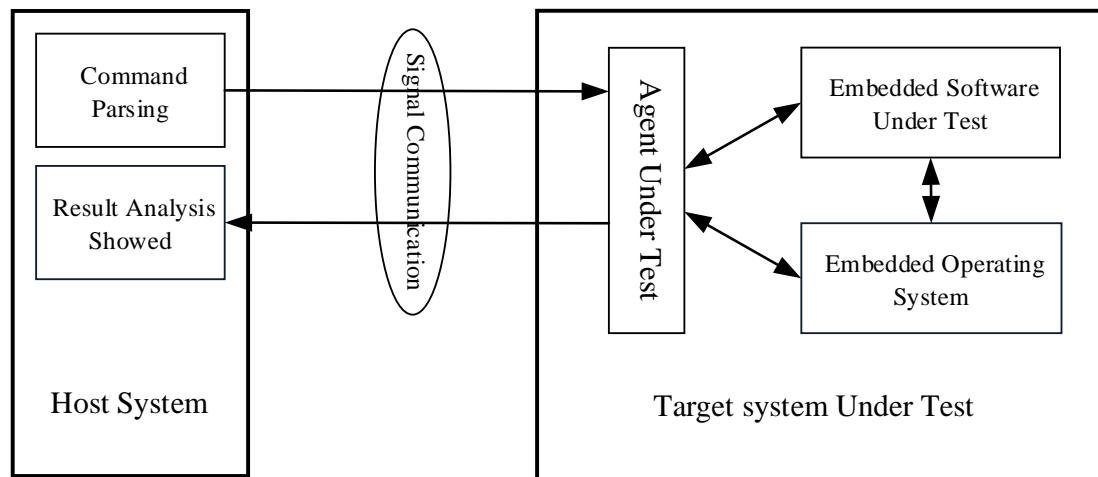 Command
Parsing
Result Analysis
Showed
Host System
Signal Communication
Agent Under Test
Embedded Software
Under Test
Embedded Operating
System
Target system Under Test